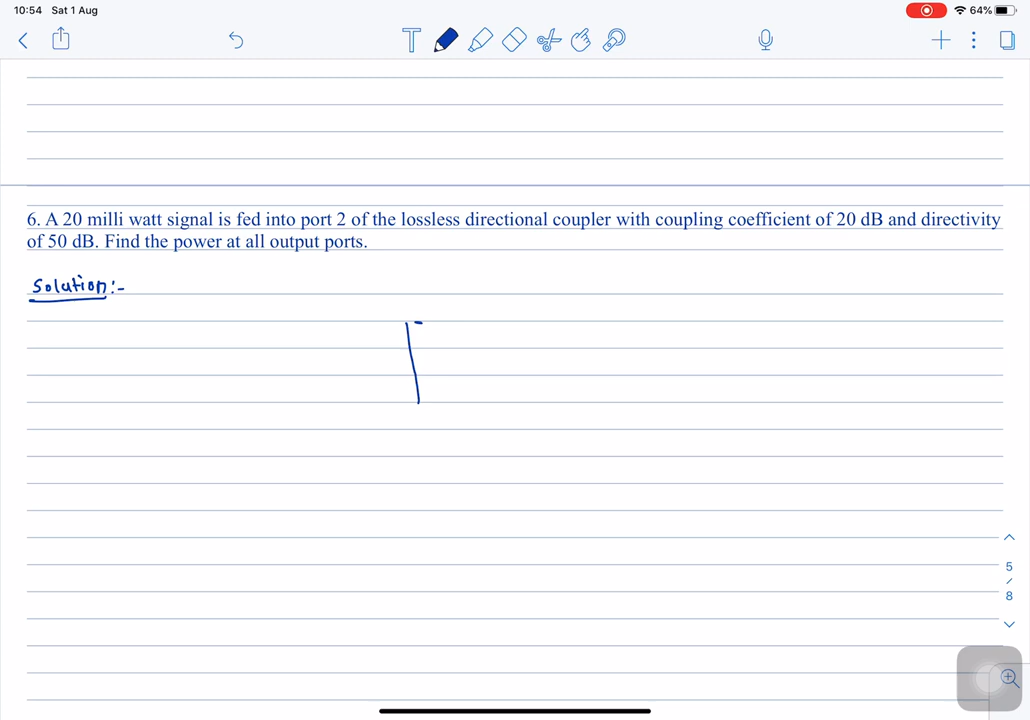 10:54 Sat 1 Aug
64%
T
6. A 20 milli watt signal is fed into port 2 of the lossless directional coupler with coupling coefficient of 20 dB and directivity
of 50 dB. Find the power at all output ports.
Solution:-
5
/
8